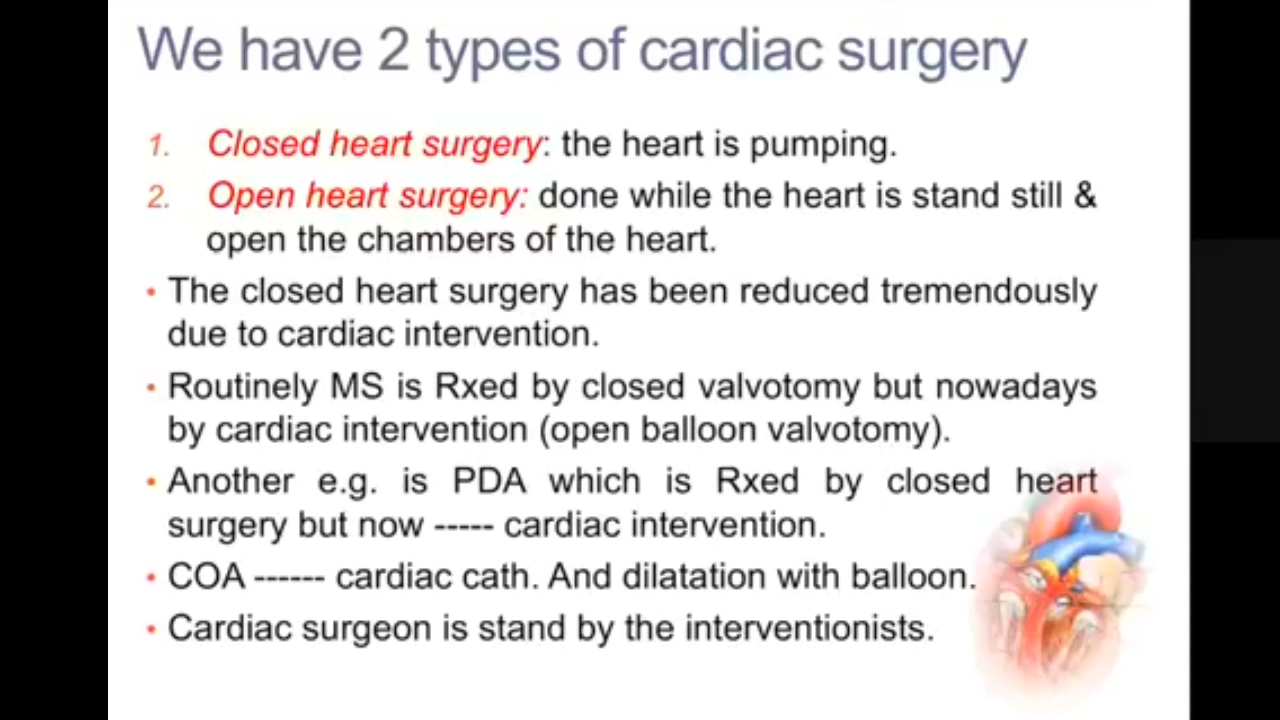 We have 2 types of cardiac surgery
1. Closed heart surgery: the heart is pumping.
2. Open heart surgery: done while the heart is stand still &
open the chambers of the heart.
• The closed heart surgery has been reduced tremendously
due to cardiac intervention.
• Routinely MS is Rxed by closed valvotomy but nowadays
by cardiac intervention (open balloon valvotomy).
• Another e.g. is PDA which is Rxed by closed heart
surgery but now ----- cardiac intervention.
• COA ------ cardiac cath. And dilatation with balloon.
• Cardiac surgeon is stand by the interventionists.